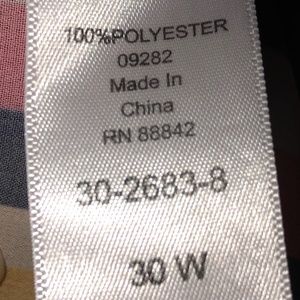 100%POLYESTER
09282
Made In
China
RN 88842
30-2683-8
30 W